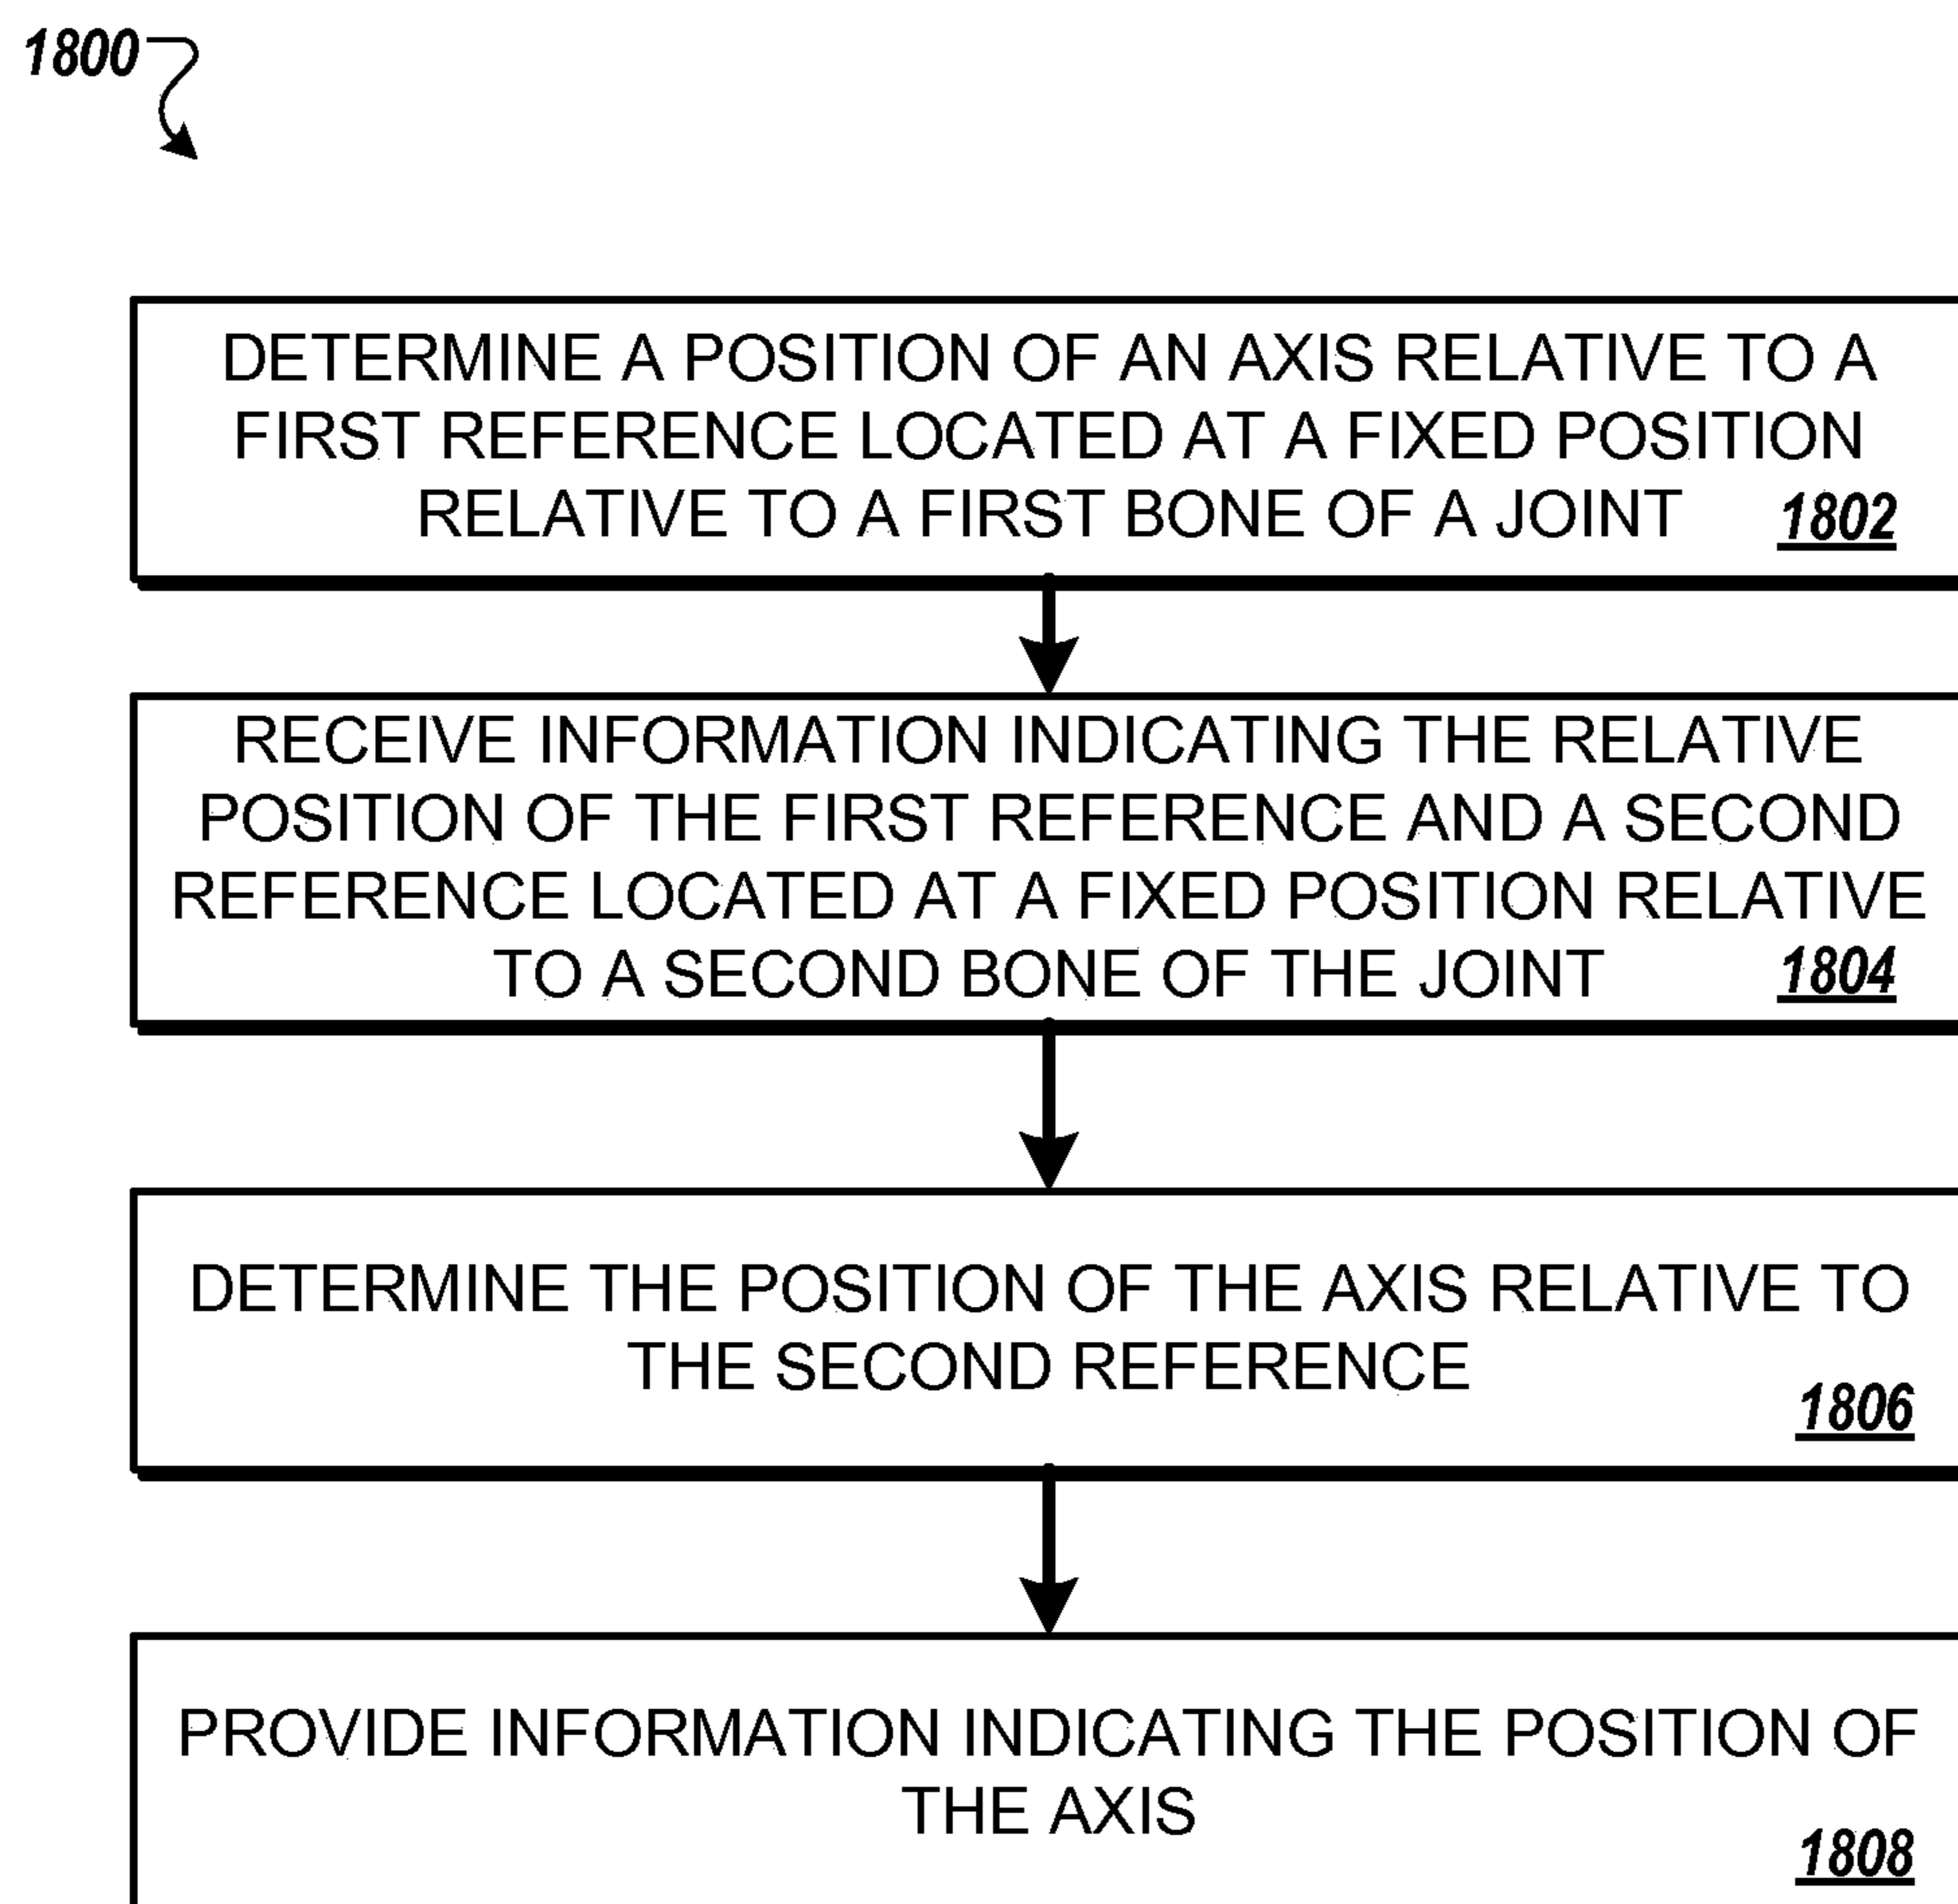 1800
DETERMINE A POSITION OF AN AXIS RELATIVE TO A
FIRST REFERENCE LOCATED AT A FIXED POSITION
RELATIVE TO A FIRST BONE OF A JOINT 1802
RECEIVE INFORMATION INDICATING THE RELATIVE
POSITION OF THE FIRST REFERENCE AND A SECOND
REFERENCE LOCATED AT A FIXED POSITION RELATIVE
TO A SECOND BONE OF THE JOINT 1804
DETERMINE THE POSITION OF THE AXIS RELATIVE TO
THE SECOND REFERENCE
1806
PROVIDE INFORMATION INDICATING THE POSITION OF
THE AXIS
1808